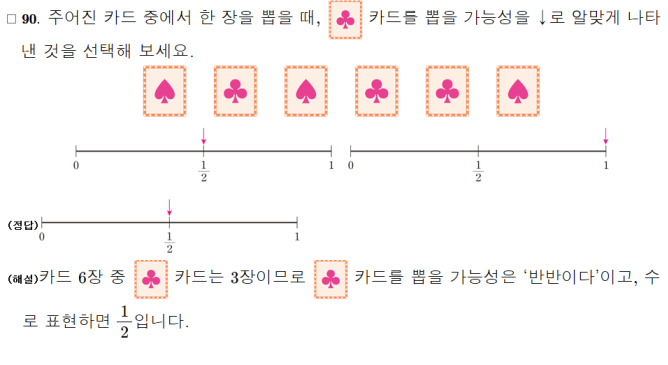 □ 90. 주어진 카드 중에서 한 장을 뽑을 때, ♣ 카드를 뽑을 가능성을 ↓로 알맞게 나타
낸 것을 선택해 보세요.
0 1/2 1 0 1/2 1
(정답)
0 1/2 1
(해설)카드 6장 중 ♣ 카드는 3장이므로 ♣ 카드를 뽑을 가능성은 ‘반반이다’이고, 수
로 표현하면 1/2입니다.